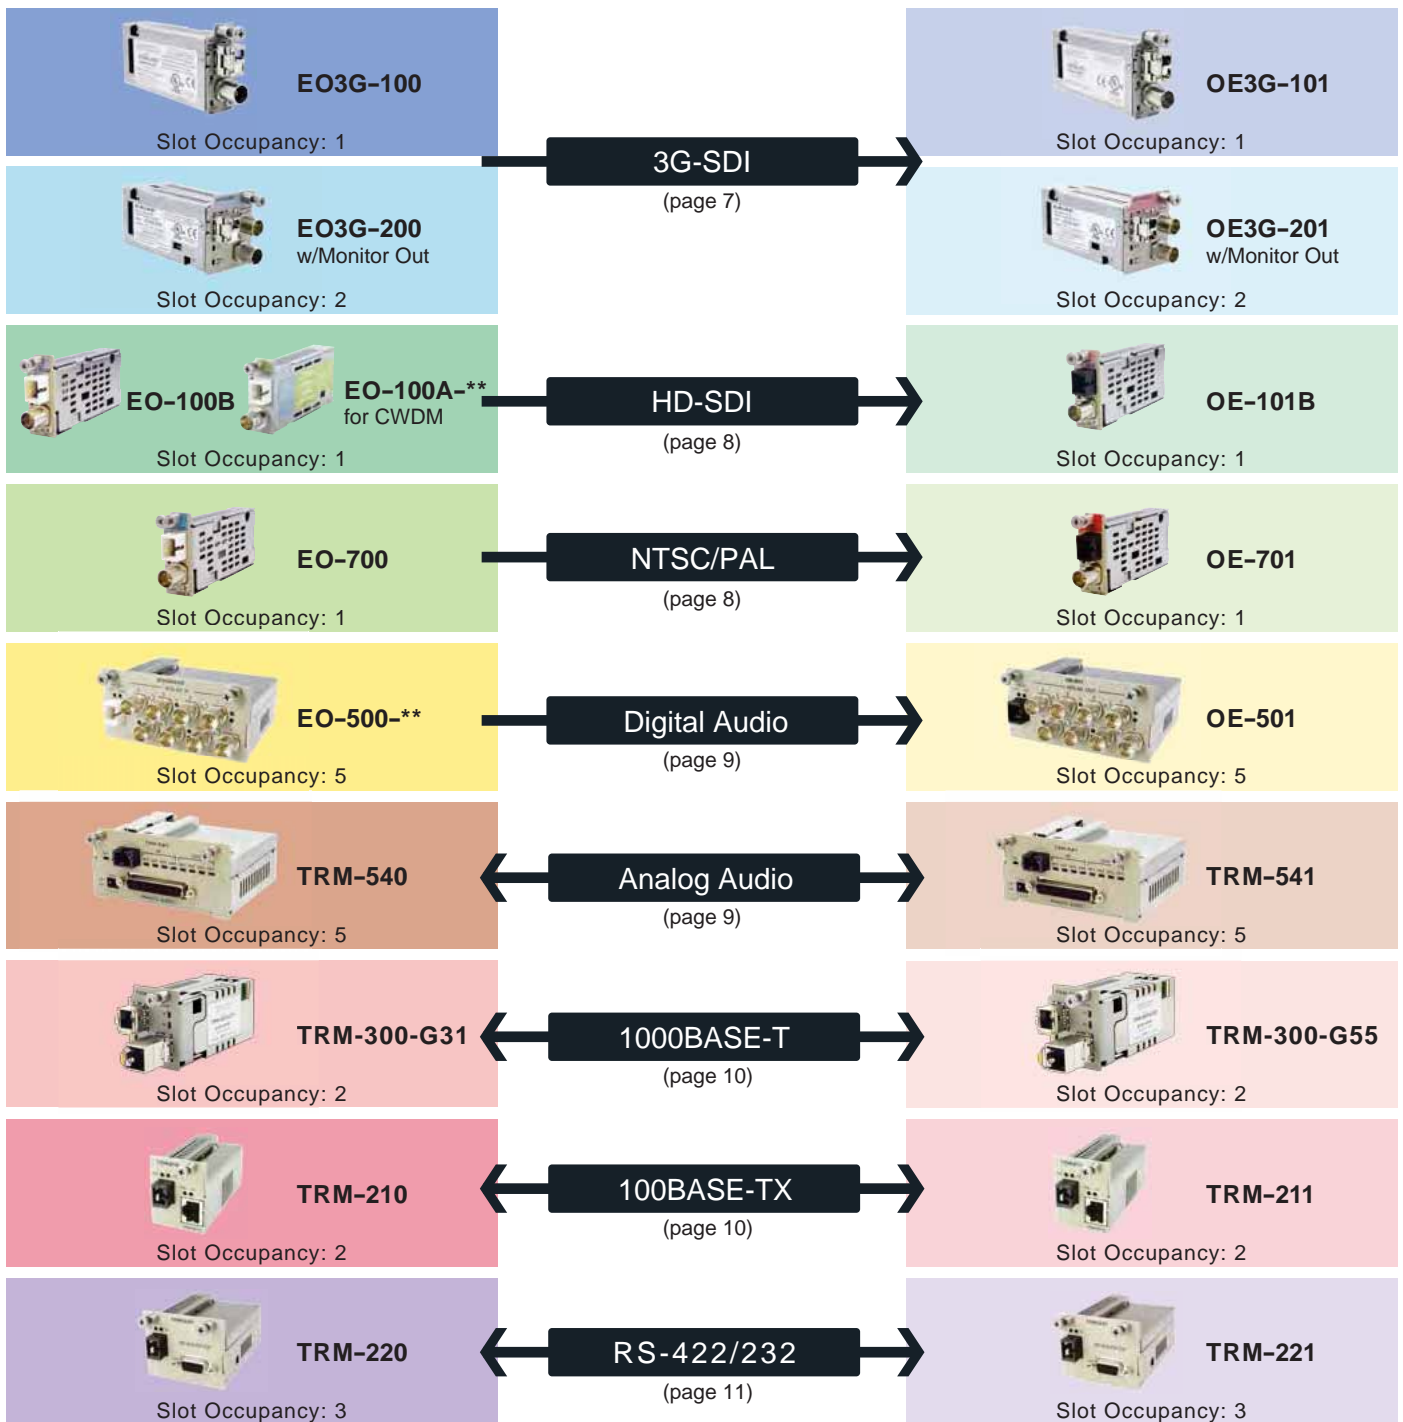 EO3G-100
Slot Occupancy: 1
3G-SDI
(page 7)
OE3G-101
Slot Occupancy: 1
EO3G-200
w/Monitor Out
Slot Occupancy: 2
OE3G-201
w/Monitor Out
Slot Occupancy: 2
EO-100B
EO-100A-**
for CWDM
Slot Occupancy: 1
HD-SDI
(page 8)
OE-101B
Slot Occupancy: 1
EO-700
Slot Occupancy: 1
NTSC/PAL
(page 8)
OE-701
Slot Occupancy: 1
EO-500-**
Slot Occupancy: 5
Digital Audio
(page 9)
OE-501
Slot Occupancy: 5
TRM-540
Slot Occupancy: 5
Analog Audio
(page 9)
TRM-541
Slot Occupancy: 5
TRM-300-G31
Slot Occupancy: 2
1000BASE-T
(page 10)
TRM-300-G55
Slot Occupancy: 2
TRM-210
Slot Occupancy: 2
100BASE-TX
(page 10)
TRM-211
Slot Occupancy: 2
TRM-220
Slot Occupancy: 3
RS-422/232
(page 11)
TRM-221
Slot Occupancy: 3